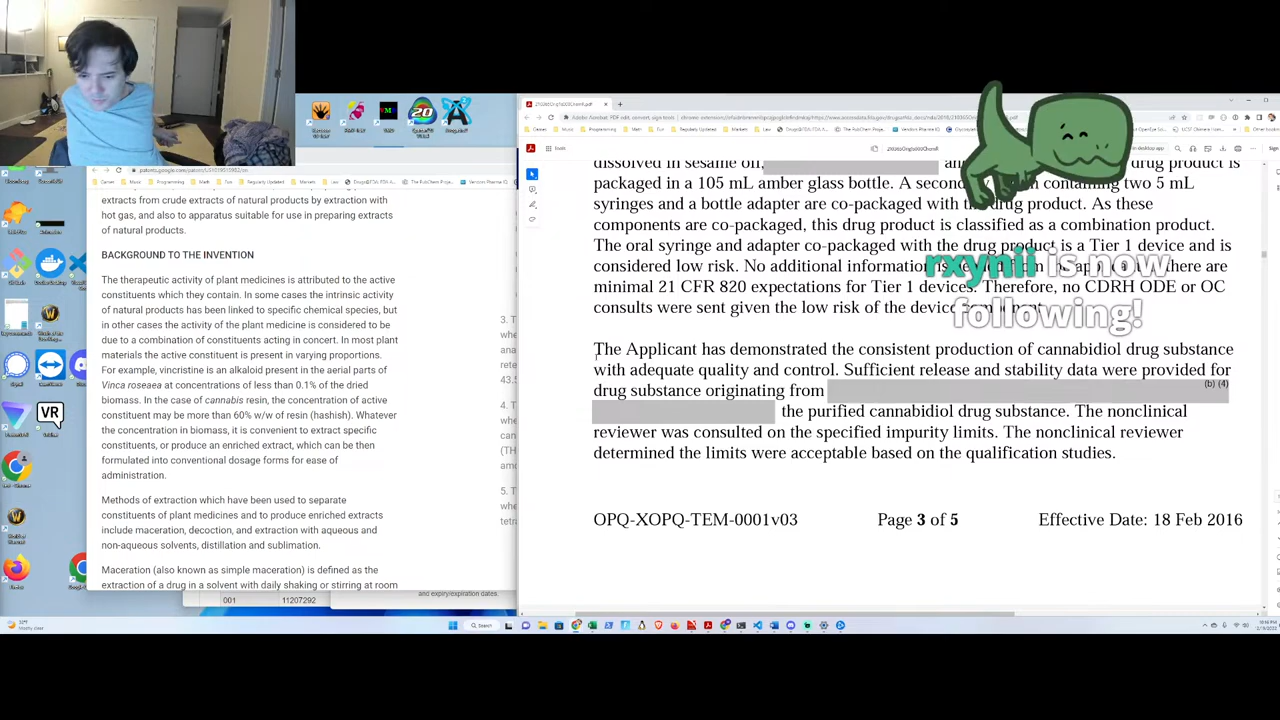 extracts from crude extracts of natural products by extraction with
hot gas, and also to apparatus suitable for use in preparing extracts
of natural products.
BACKGROUND TO THE INVENTION
The therapeutic activity of plant medicines is attributed to the active
constituents which they contain. In some cases the intrinsic activity
of natural products has been linked to specific chemical species, but
in other cases the activity of the plant medicine is considered to be
due to a combination of constituents acting in concert. In most plant
materials the active constituent is present in varying proportions.
For example, vincristine is an alkaloid present in the aerial parts of
Vinca roseaea at concentrations of less than 0.1% of the dried
biomass. In the case of cannabis resin, the concentration of active
constituent may be more than 60% w/w of resin (hashish). Whatever
the concentration in biomass, it is convenient to extract specific
constituents, or produce an enriched extract, which can be then
formulated into conventional dosage forms for ease of
administration.
Methods of extraction which have been used to separate
constituents of plant medicines and to produce enriched extracts
include maceration, decoction, and extraction with aqueous and
non-aqueous solvents, distillation and sublimation.
Maceration (also known as simple maceration) is defined as the
extraction of a drug in a solvent with daily shaking or stirring at room
and expiry/expiration dates.
001 11207292
dissolved in sesame oil,
drug product is
packaged in a 105 mL amber glass bottle. A
containing two 5 mL
syringes and a bottle adapter are co-packaged with the drug product. As these
components are co-packaged, this drug product is classified as a combination product.
The oral syringe and adapter co-packaged with the drug product is a Tier 1 device and is
considered low risk. No additional information is
there are
minimal 21 CFR 820 expectations for Tier 1 devices. Therefore, no CDRH ODE or OC
consults were sent given the low risk of the device
rxynii is now
following!
The Applicant has demonstrated the consistent production of cannabidiol drug substance
with adequate quality and control. Sufficient release and stability data were provided for
drug substance originating from (b) (4)
the purified cannabidiol drug substance. The nonclinical
reviewer was consulted on the specified impurity limits. The nonclinical reviewer
determined the limits were acceptable based on the qualification studies.
OPQ-XOPQ-TEM-0001v03 Page 3 of 5 Effective Date: 18 Feb 2016
Search